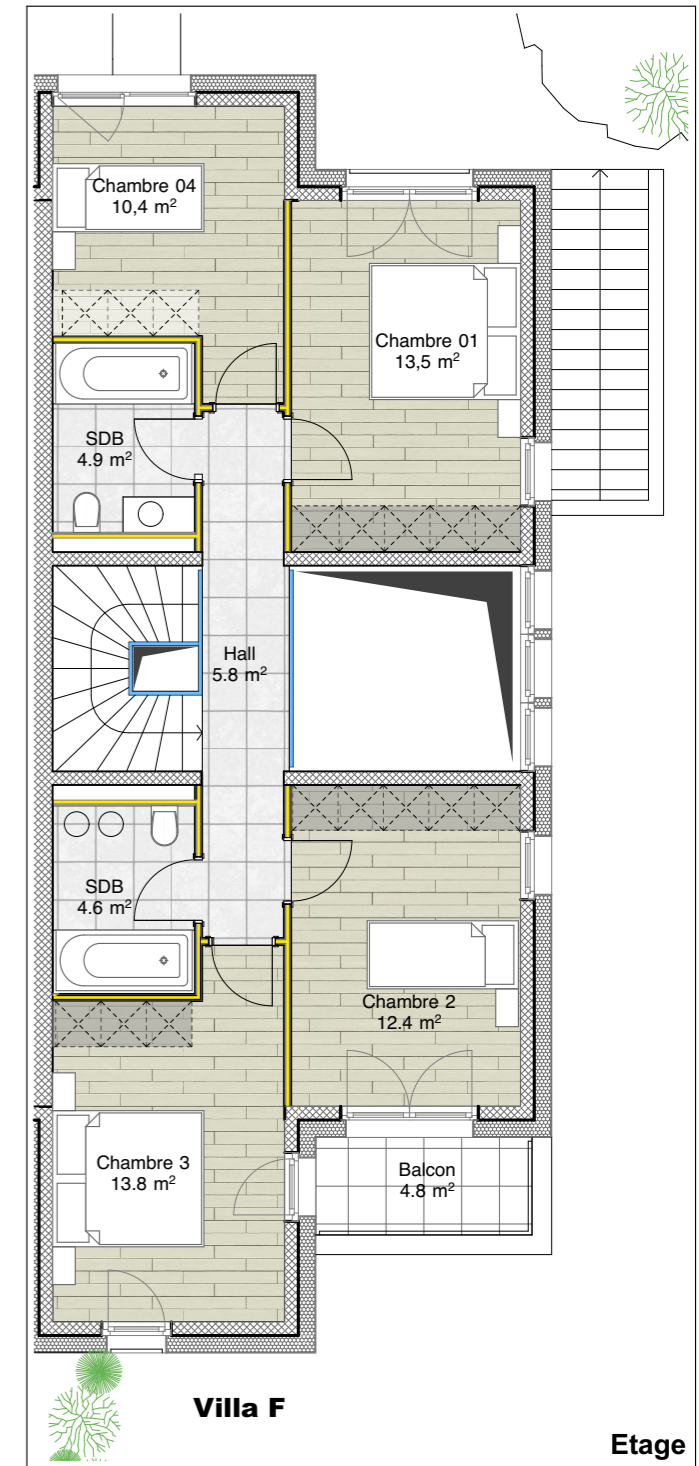 Chambre 04
10,4 m²
Chambre 01
13,5 m²
SDB
4.9 m²
Hall
5.8 m²
SDB
4.6 m²
Chambre 2
12.4 m²
Chambre 3
13.8 m²
Balcon
4.8 m²
Villa F
Etage